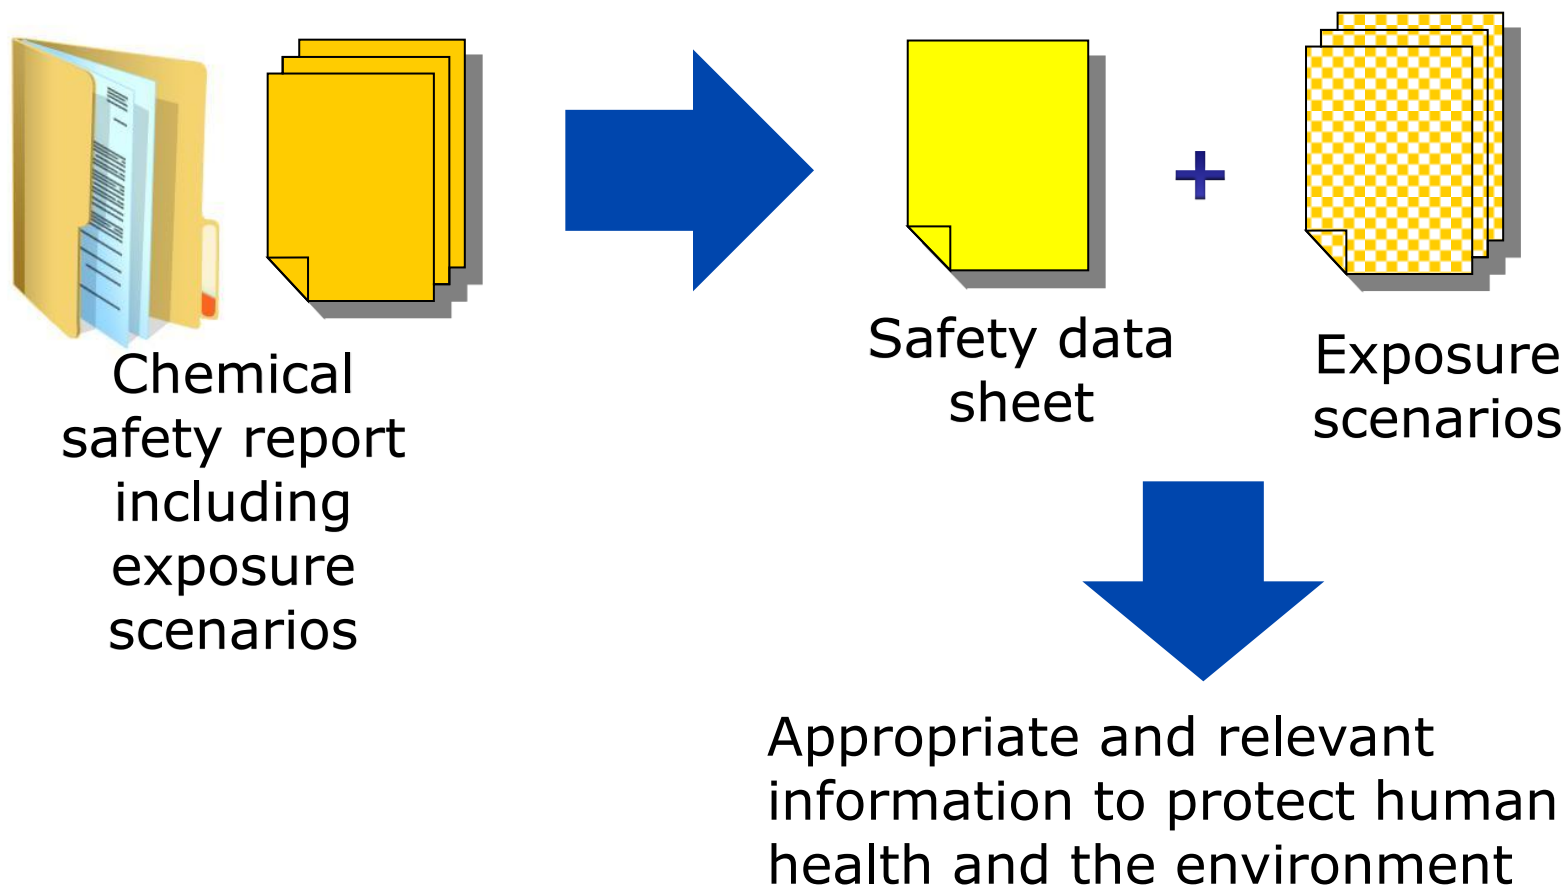 Chemical
safety report
including
exposure
scenarios
Safety data
sheet
+
Exposure
scenarios
Appropriate and relevant
information to protect human
health and the environment